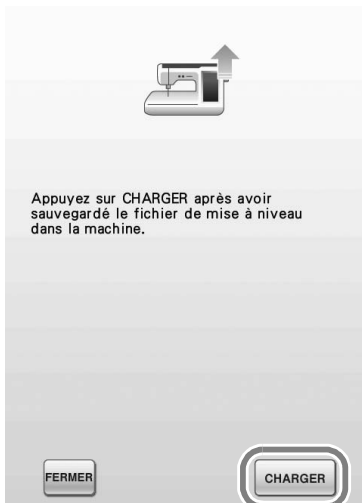 Appuyez sur CHARGER après avoir
sauvegardé le fichier de mise à niveau
dans la machine.
FERMER
CHARGER